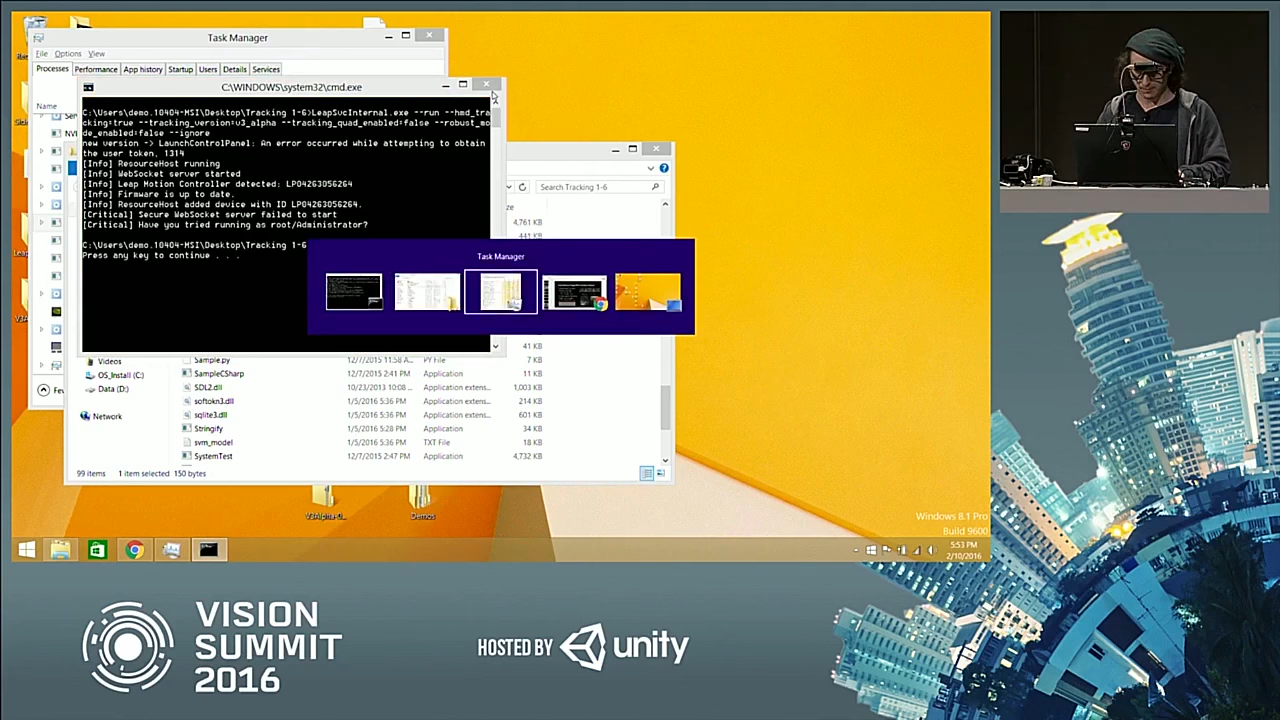 Task Manager
File Options View
Processes Performance App history Startup Users Details Services
Name
C:\WINDOWS\system32\cmd.exe
C:\Users\demo.10404-MSI\Desktop\Tracking 1-6>LeapSvcInternal.exe --run --hmd_tra
cking=true --tracking_version=v3_alpha --tracking_quad_enabled=false --robust_mo
de_enabled=false --ignore
new version -> LaunchControlPanel: An error occurred while attempting to obtain
the user token, 1314
[Info] ResourceHost running
[Info] WebSocket server started
[Info] Leap Motion Controller detected: LP04263056264
[Info] Firmware is up to date.
[Info] ResourceHost added device with ID LP04263056264.
[Critical] Secure WebSocket server failed to start
[Critical] Have you tried running as root/Administrator?
C:\Users\demo.10404-MSI\Desktop\Tracking 1-6
Press any key to continue . . .
Search Tracking 1-6
4,761 KB
441 KB
Task Manager
41 KB
Videos
OS_Install (C:)
Data (D:)
Network
Sample.py 12/7/2015 11:58 A... PY File 7 KB
SampleCSharp 12/7/2015 2:41 PM Application 11 KB
SDL2.dll 10/23/2013 10:08 ... Application extens... 1,003 KB
softokn3.dll 1/5/2016 5:36 PM Application extens... 214 KB
sqlite3.dll 1/5/2016 5:36 PM Application extens... 601 KB
Stringify 1/5/2016 5:28 PM Application 34 KB
svm_model 1/5/2016 5:36 PM TXT File 18 KB
SystemTest 12/7/2015 2:47 PM Application 4,732 KB
99 items 1 item selected 150 bytes
Demos
Windows 8.1 Pro
Build 9600
5:53 PM
2/10/2016
VISION
SUMMIT
2016
HOSTED BY unity